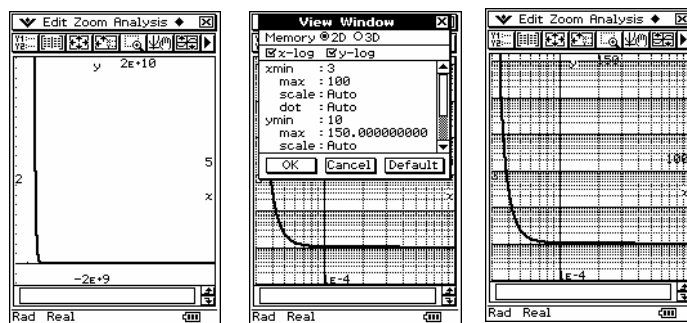 Edit Zoom Analysis
y 2E+10
5
2
x
-2E+9
Rad Real
View Window
Memory 2D 3D
x-log y-log
xmin :3
max :100
scale:Auto
dot :Auto
ymin :10
max :150.000000000
scale:Auto
OK Cancel Default
x
E-4
Rad Real
Edit Zoom Analysis
y 150
100
x
E-4
Rad Real